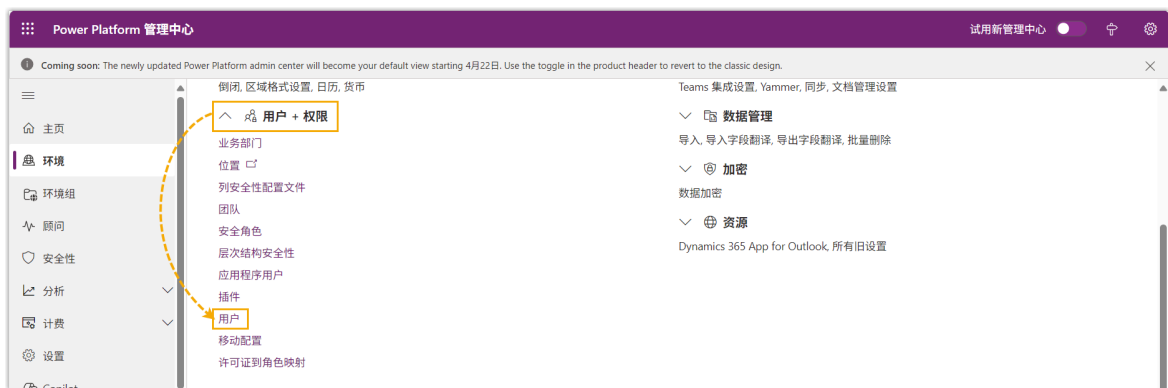 Power Platform 管理中心
试用新管理中心
Coming soon: The newly updated Power Platform admin center will become your default view starting 4月22日. Use the toggle in the product header to revert to the classic design.
主页
环境
环境组
顾问
安全性
分析
计费
设置
Copilot
倒闭, 区域格式设置, 日历, 货币
用户 + 权限
业务部门
位置
列安全性配置文件
团队
安全角色
层次结构安全性
应用程序用户
插件
用户
移动配置
许可证到角色映射
Teams 集成设置, Yammer, 同步, 文档管理设置
数据管理
导入, 导入字段翻译, 导出字段翻译, 批量删除
加密
数据加密
资源
Dynamics 365 App for Outlook, 所有旧设置